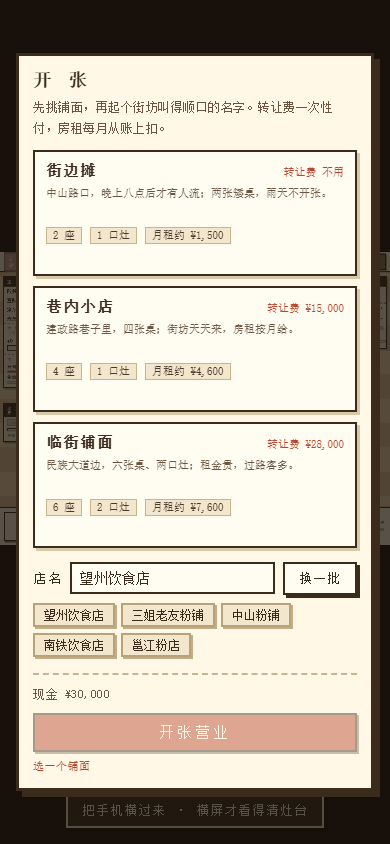 开 张
先挑铺面，再起个街坊叫得顺口的名字。转让费一次性
付，房租每月从账上扣。
街边摊 转让费 不用
中山路口，晚上八点后才有人流；两张矮桌，雨天不开张。
2 座 1 口灶 月租约 ¥1,500
巷内小店 转让费 ¥15,000
建政路巷子里，四张桌；街坊天天来，房租按月给。
4 座 1 口灶 月租约 ¥4,600
临街铺面 转让费 ¥28,000
民族大道边，六张桌、两口灶；租金贵，过路客多。
6 座 2 口灶 月租约 ¥7,600
店名 望州饮食店 换一批
望州饮食店 三姐老友粉铺 中山粉铺
南铁饮食店 邕江粉店
现金 ¥30,000
开张营业
选一个铺面
把手机横过来 · 横屏才看得清灶台